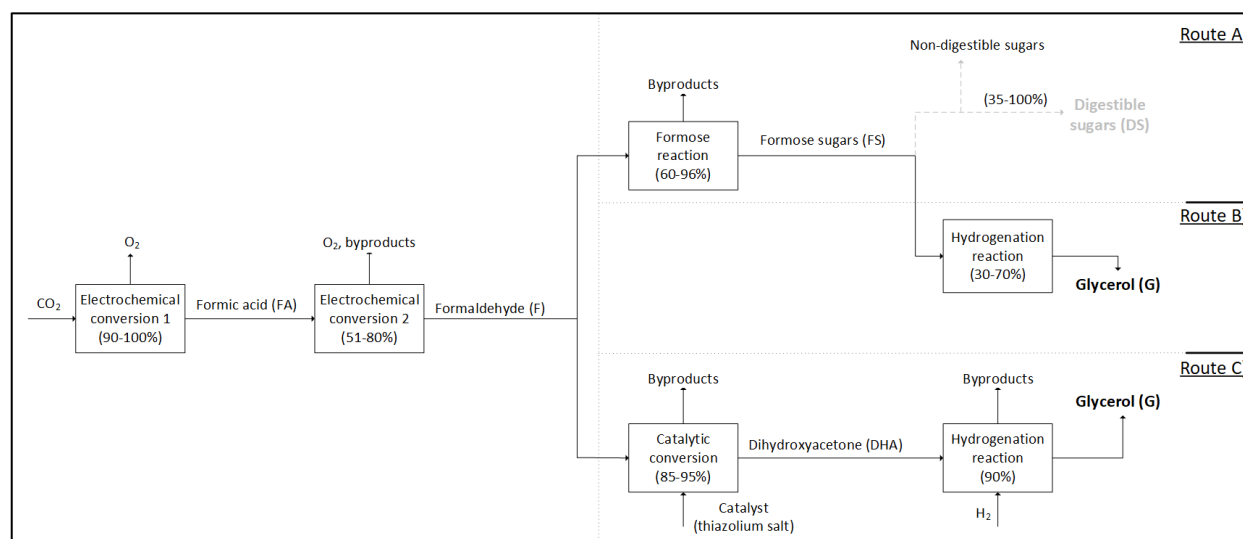 Route A
Non-digestible sugars
Byproducts
(35-100%)
Digestible
sugars (DS)
Formose
reaction
(60-96%)
Formose sugars (FS)
Route B
O2
O2, byproducts
Hydrogenation
reaction
(30-70%)
Glycerol (G)
CO2
Electrochemical
conversion 1
(90-100%)
Formic acid (FA)
Electrochemical
conversion 2
(51-80%)
Formaldehyde (F)
Route C
Byproducts
Byproducts
Glycerol (G)
Catalytic
conversion
(85-95%)
Dihydroxyacetone (DHA)
Hydrogenation
reaction
(90%)
Catalyst
(thiazolium salt)
H2